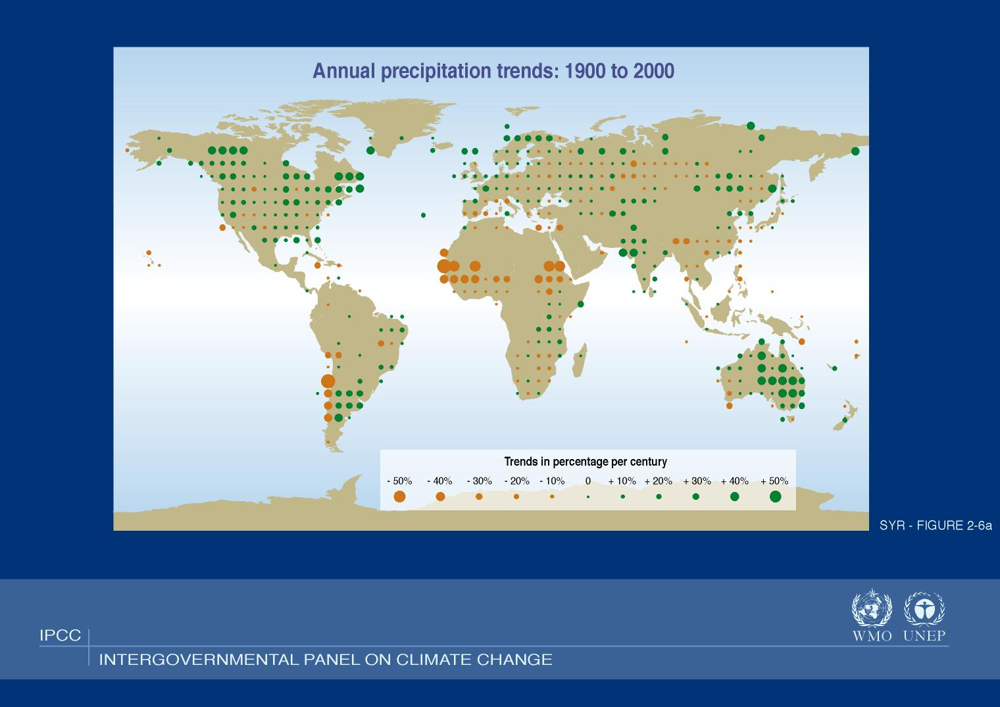 Annual precipitation trends: 1900 to 2000
Trends in percentage per century
- 50% - 40% - 30% - 20% - 10% 0 + 10% + 20% + 30% + 40% + 50%
SYR - FIGURE 2-6a
WMO UNEP
IPCC
INTERGOVERNMENTAL PANEL ON CLIMATE CHANGE